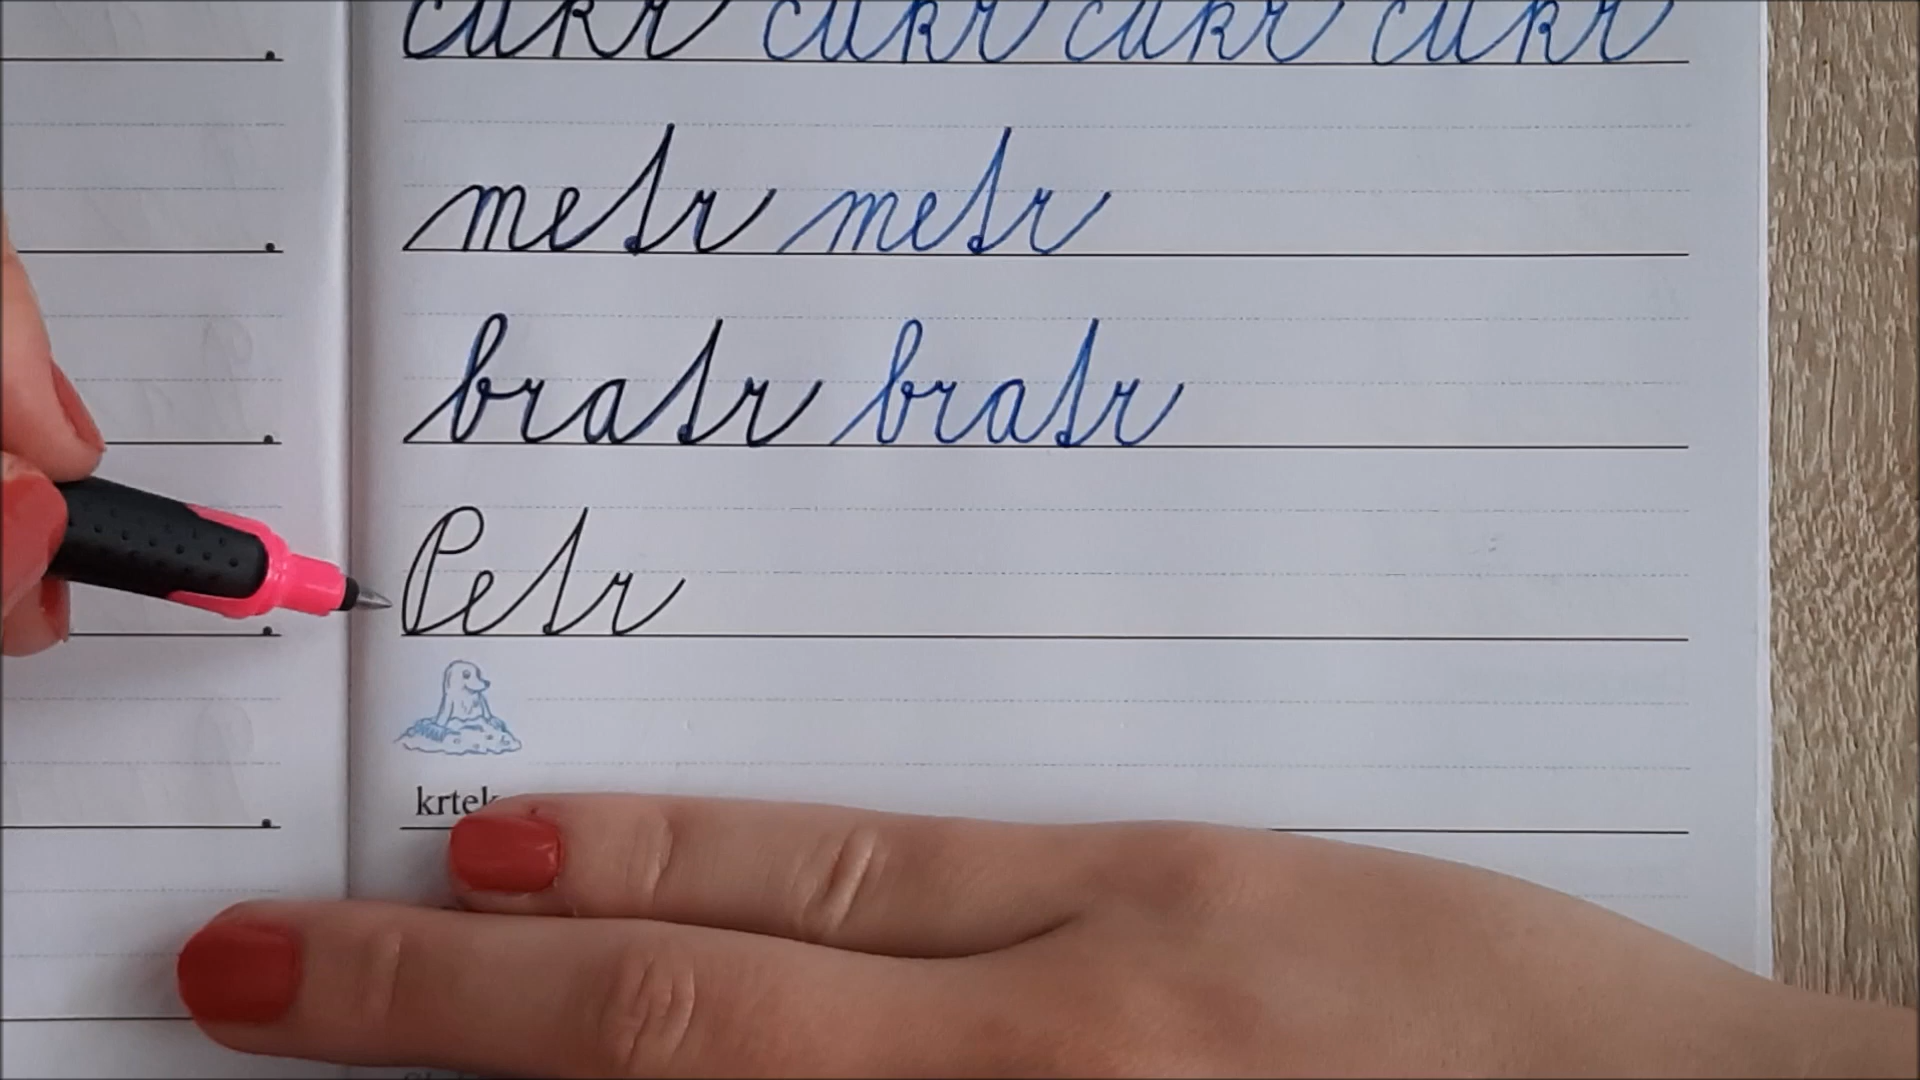 cukr cukr cukr cukr
metr metr
bratr bratr
Petr
krtek